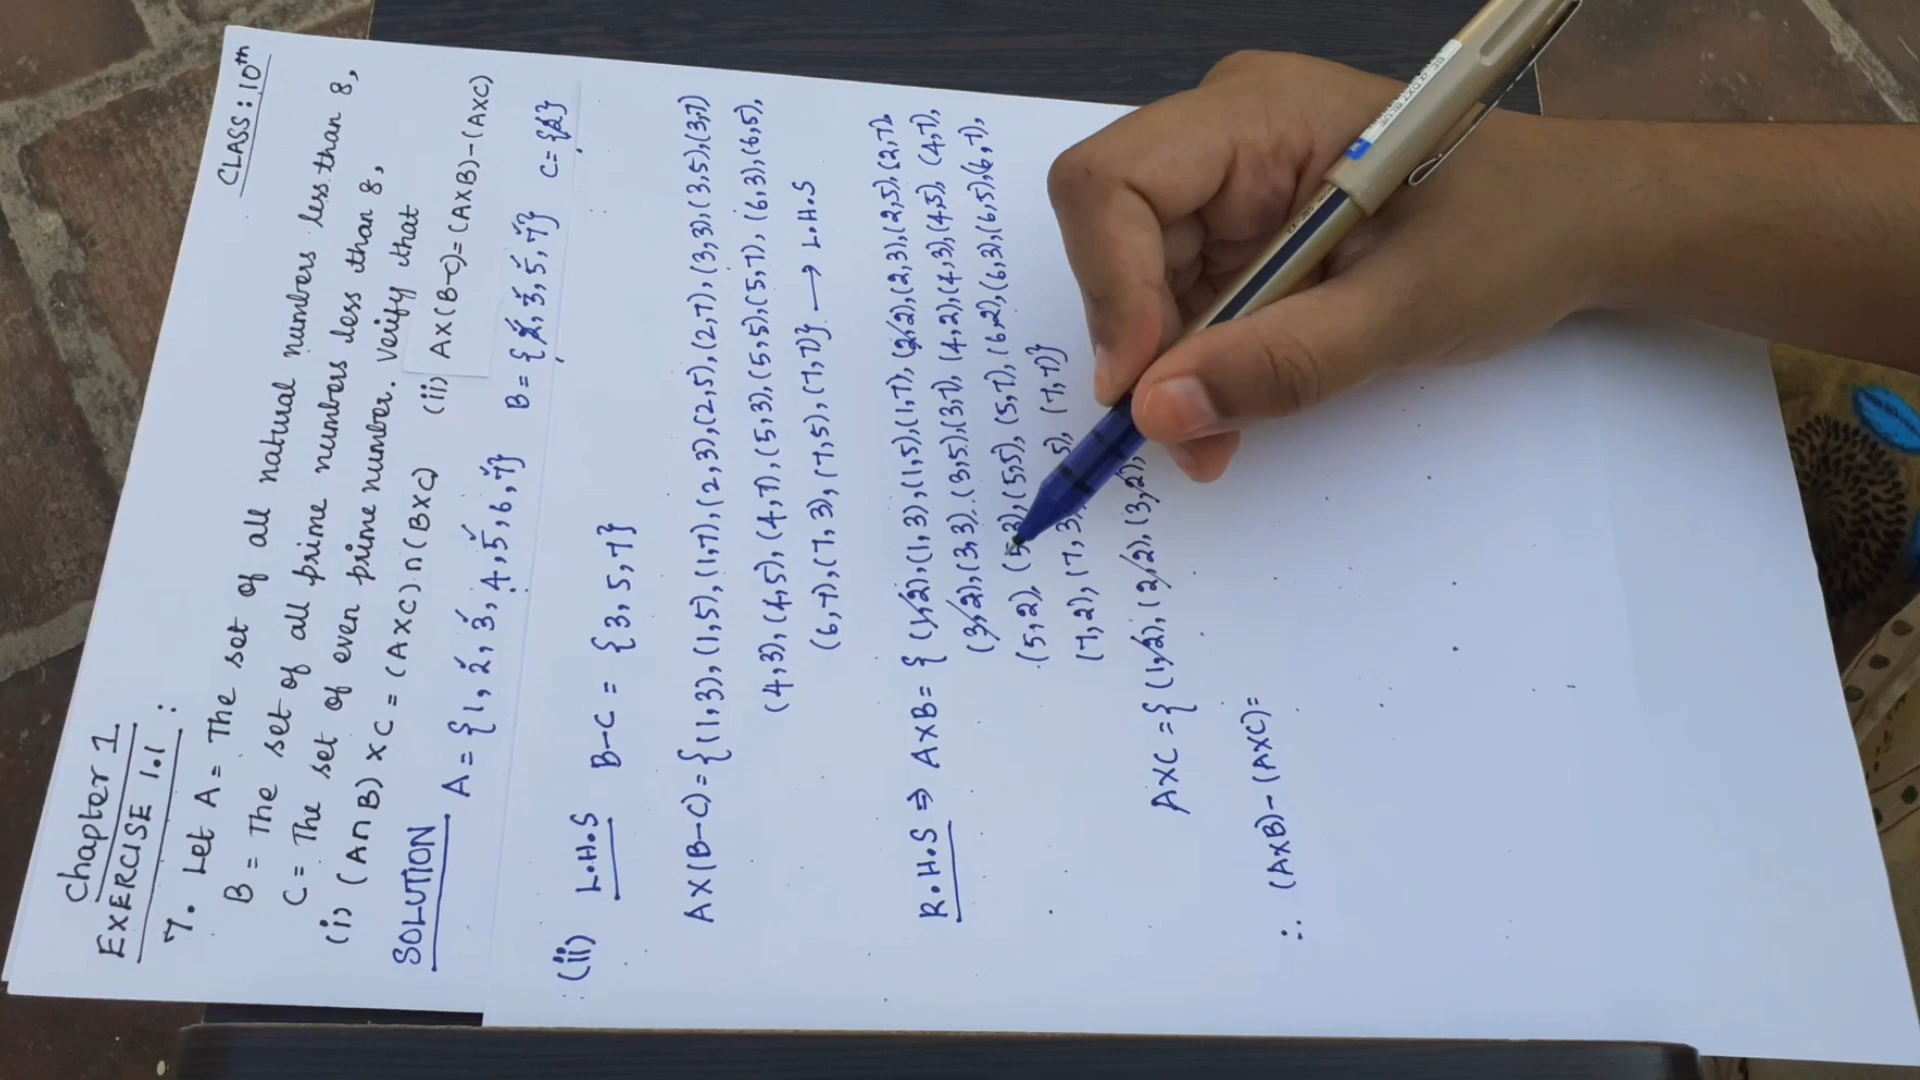 CLASS : 10th
Chapter 1
EXERCISE 1.1 :
7. Let A = The set of all natural numbers less than 8,
B = The set of all prime numbers less than 8,
C = The set of even prime number. verify that
(i) (A∩B) × C = (A×C) ∩ (B×C) (ii) A×(B-C)=(A×B)-(A×C)
SOLUTION A = {1, 2, 3, 4, 5, 6, 7} B = {2, 3, 5, 7} C = {2}
(ii) L.H.S B-C = {3, 5, 7}
A×(B-C) = {(1,3), (1,5), (1,7), (2,3), (2,5), (2,7), (3,3), (3,5), (3,7)
(4,3), (4,5), (4,7), (5,3), (5,5), (5,7), (6,3), (6,5),
(6,7), (7,3), (7,5), (7,7)} → L.H.S
R.H.S ⇒ A×B = { (1,2), (1,3), (1,5), (1,7), (2,2), (2,3), (2,5), (2,7),
(3,2), (3,3), (3,5), (3,7), (4,2), (4,3), (4,5), (4,7),
(5,2), (5,3), (5,5), (5,7), (6,2), (6,3), (6,5), (6,7),
(7,2), (7,3 5), (7,7)}
A×C = { (1,2), (2,2), (3,2),
∴ (A×B) - (A×C) =